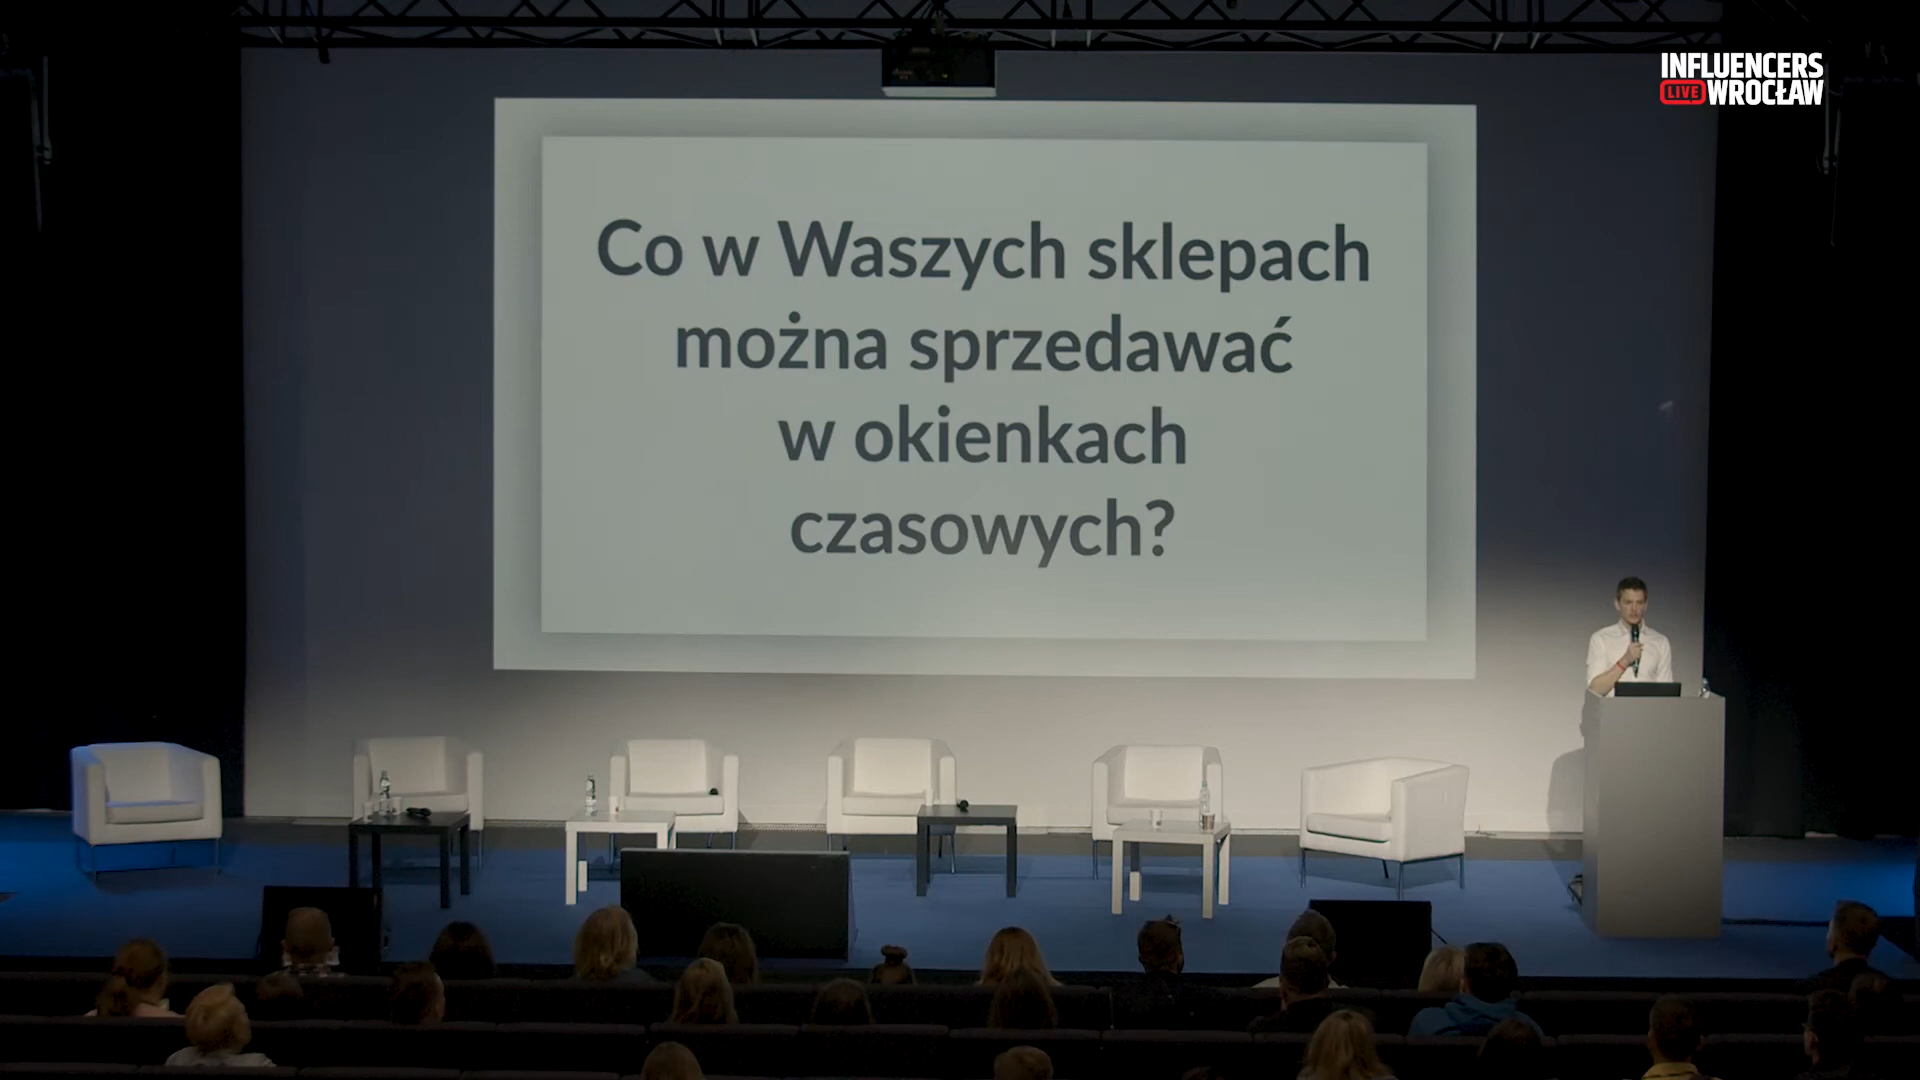 INFLUENCERS
LIVE WROCŁAW
Co w Waszych sklepach
można sprzedawać
w okienkach
czasowych?